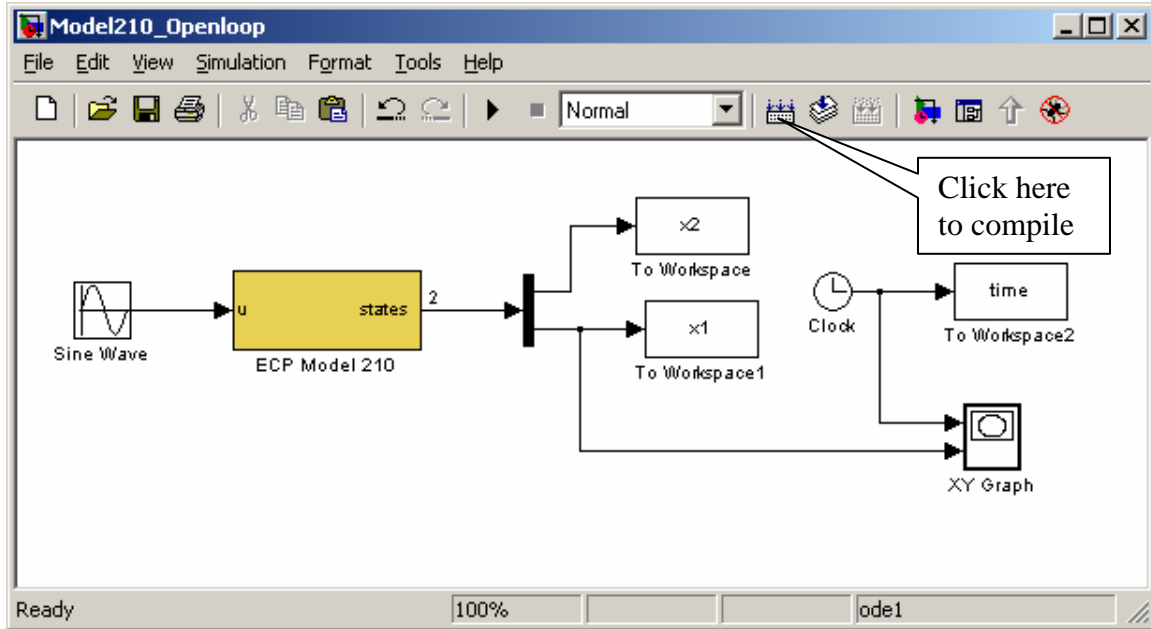 Model210_Openloop
File Edit View Simulation Format Tools Help
Normal
Click here
to compile
x2
To Workspace
Sine Wave
u
states
2
ECP Model 210
x1
To Workspace1
Clock
time
To Workspace2
XY Graph
Ready
100%
ode1